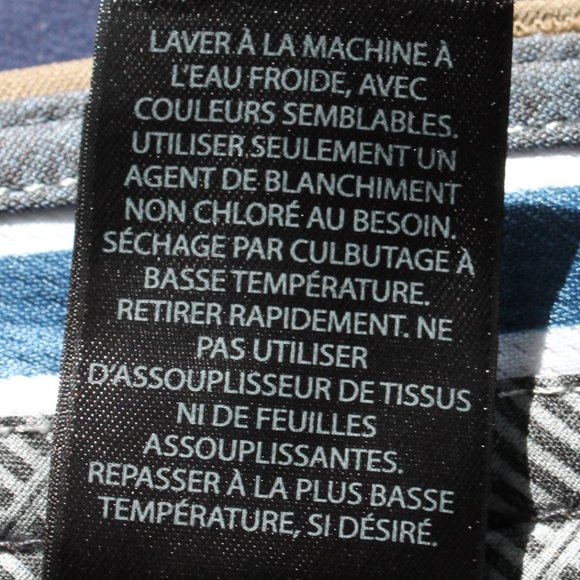 LAVER À LA MACHINE À
L'EAU FROIDE, AVEC
COULEURS SEMBLABLES.
UTILISER SEULEMENT UN
AGENT DE BLANCHIMENT
NON CHLORÉ AU BESOIN.
SÉCHAGE PAR CULBUTAGE À
BASSE TEMPÉRATURE.
RETIRER RAPIDEMENT. NE
PAS UTILISER
D'ASSOUPLISSEUR DE TISSUS
NI DE FEUILLES
ASSOUPLISSANTES.
REPASSER À LA PLUS BASSE
TEMPÉRATURE, SI DÉSIRÉ.